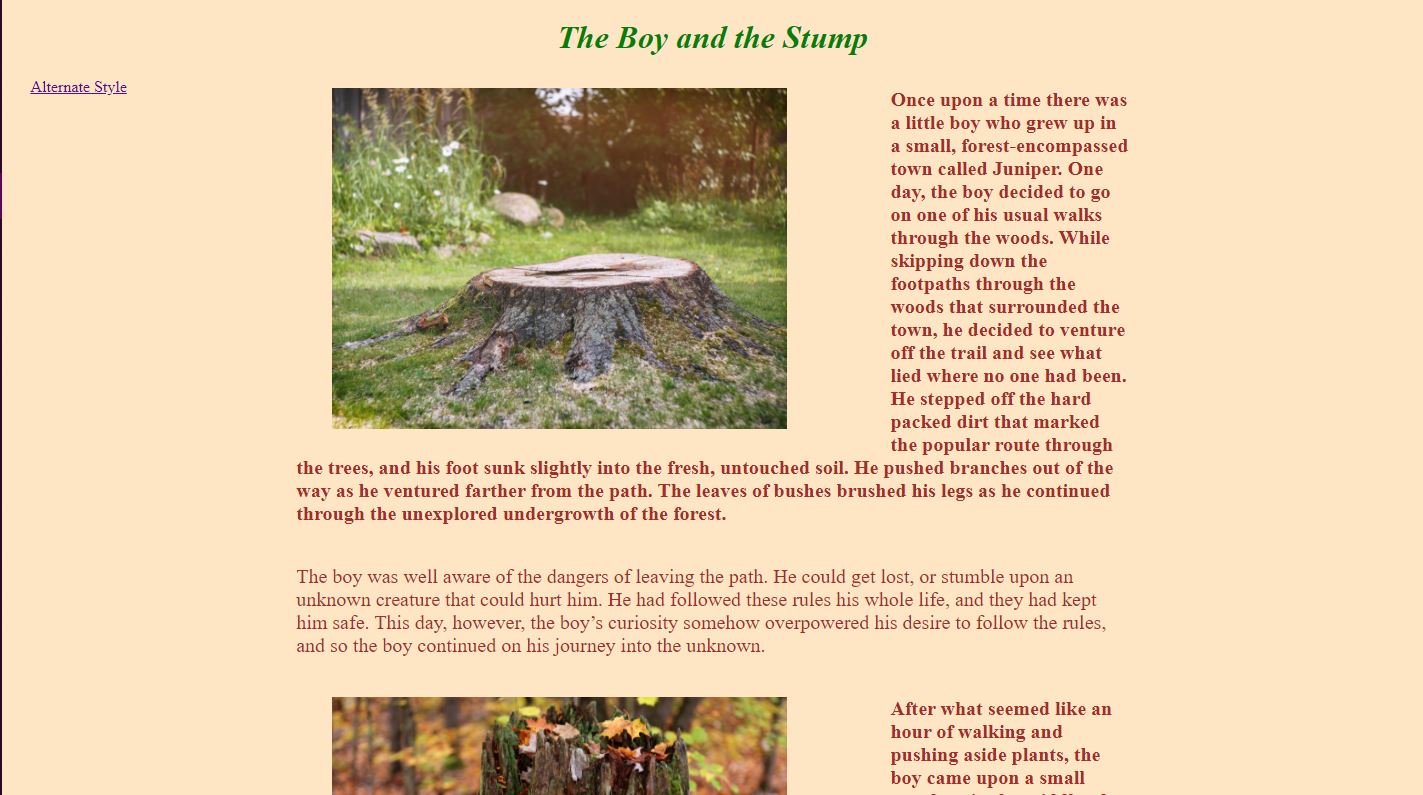 The Boy and the Stump
Alternate Style
Once upon a time there was
a little boy who grew up in
a small, forest-encompassed
town called Juniper. One
day, the boy decided to go
on one of his usual walks
through the woods. While
skipping down the
footpaths through the
woods that surrounded the
town, he decided to venture
off the trail and see what
lied where no one had been.
He stepped off the hard
packed dirt that marked
the popular route through
the trees, and his foot sunk slightly into the fresh, untouched soil. He pushed branches out of the
way as he ventured farther from the path. The leaves of bushes brushed his legs as he continued
through the unexplored undergrowth of the forest.
The boy was well aware of the dangers of leaving the path. He could get lost, or stumble upon an
unknown creature that could hurt him. He had followed these rules his whole life, and they had kept
him safe. This day, however, the boy’s curiosity somehow overpowered his desire to follow the rules,
and so the boy continued on his journey into the unknown.
After what seemed like an
hour of walking and
pushing aside plants, the
boy came upon a small